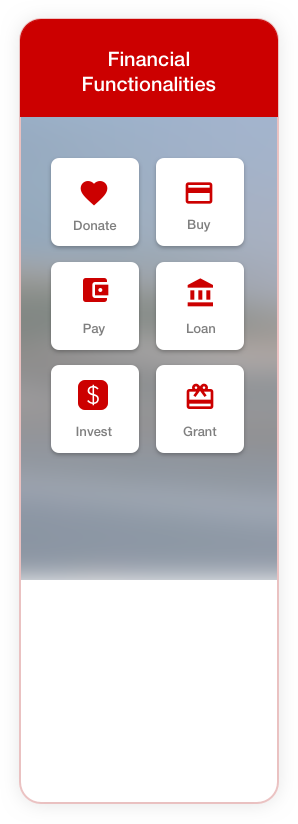 Financial
Functionalities
Donate
Buy
Pay
Loan
$
Invest
Grant